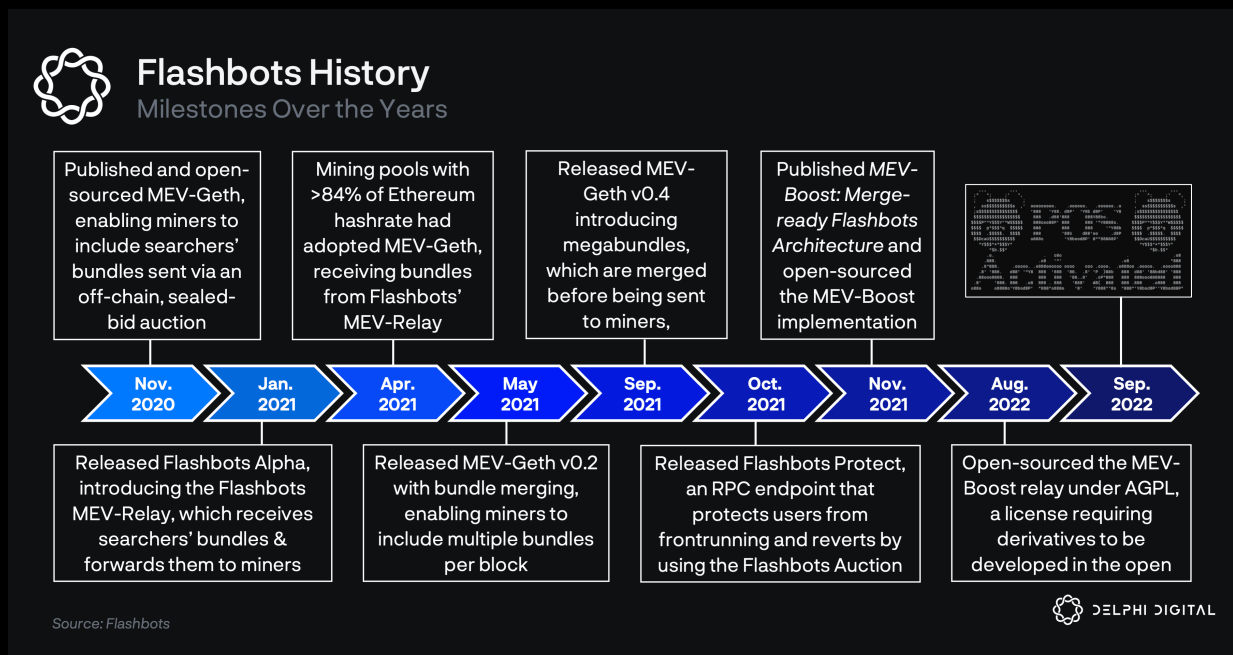 Flashbots History
Milestones Over the Years
Published and open-
sourced MEV-Geth,
enabling miners to
include searchers’
bundles sent via an
off-chain, sealed-
bid auction
Mining pools with
>84% of Ethereum
hashrate had
adopted MEV-Geth,
receiving bundles
from Flashbots’
MEV-Relay
Released MEV-
Geth v0.4
introducing
megabundles,
which are merged
before being sent
to miners,
Published MEV-
Boost: Merge-
ready Flashbots
Architecture and
open-sourced
the MEV-Boost
implementation
Nov.
2020
Jan.
2021
Apr.
2021
May
2021
Sep.
2021
Oct.
2021
Nov.
2021
Aug.
2022
Sep.
2022
Released Flashbots Alpha,
introducing the Flashbots
MEV-Relay, which receives
searchers’ bundles &
forwards them to miners
Released MEV-Geth v0.2
with bundle merging,
enabling miners to
include multiple bundles
per block
Released Flashbots Protect,
an RPC endpoint that
protects users from
frontrunning and reverts by
using the Flashbots Auction
Open-sourced the MEV-
Boost relay under AGPL,
a license requiring
derivatives to be
developed in the open
Source: Flashbots
DELPHI DIGITAL